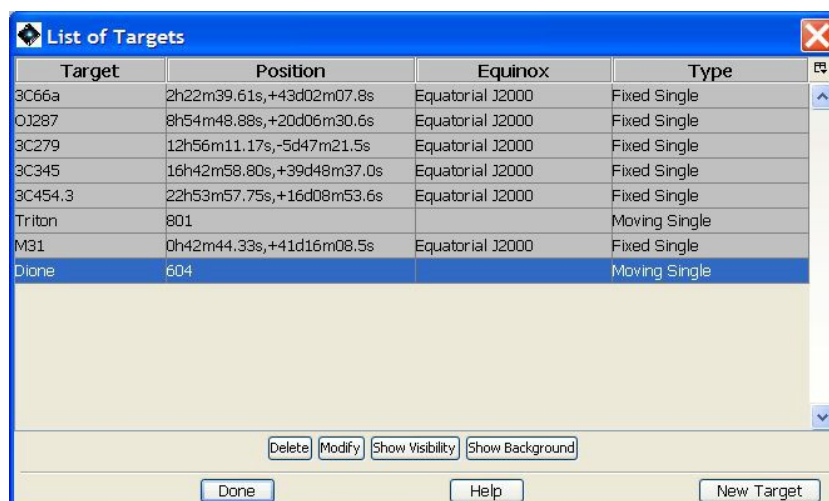 List of Targets
Target Position Equinox Type
3C66a 2h22m39.61s,+43d02m07.8s Equatorial J2000 Fixed Single
OJ287 8h54m48.88s,+20d06m30.6s Equatorial J2000 Fixed Single
3C279 12h56m11.17s,-5d47m21.5s Equatorial J2000 Fixed Single
3C345 16h42m58.80s,+39d48m37.0s Equatorial J2000 Fixed Single
3C454.3 22h53m57.75s,+16d08m53.6s Equatorial J2000 Fixed Single
Triton 801 Moving Single
M31 0h42m44.33s,+41d16m08.5s Equatorial J2000 Fixed Single
Dione 604 Moving Single
Delete Modify Show Visibility Show Background
Done Help New Target